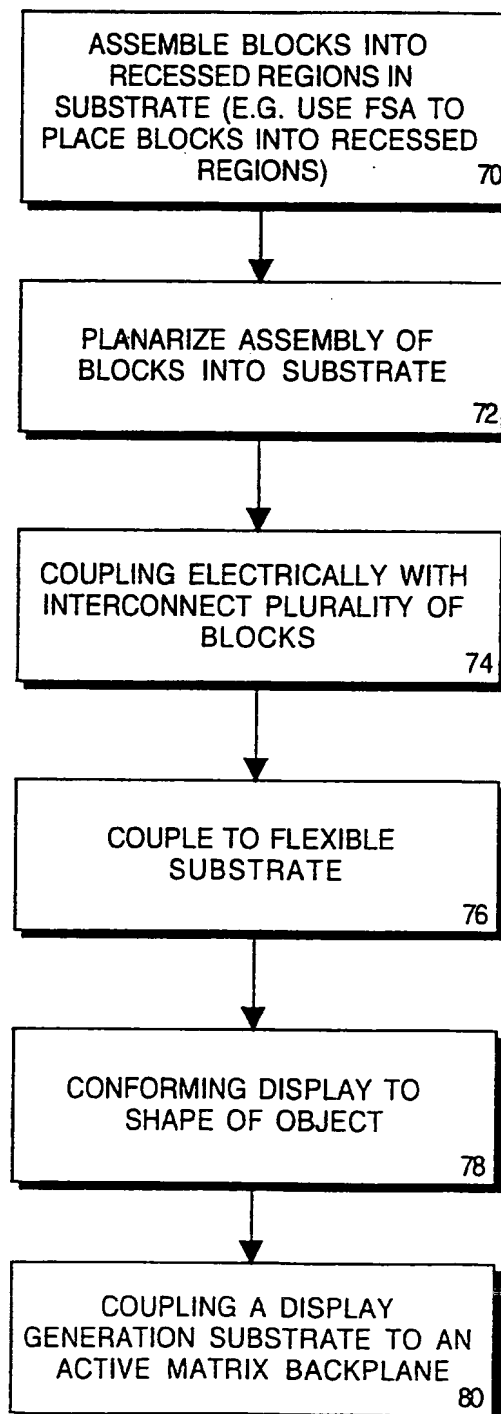 ASSEMBLE BLOCKS INTO
RECESSED REGIONS IN
SUBSTRATE (E.G. USE FSA TO
PLACE BLOCKS INTO RECESSED
REGIONS)
70
PLANARIZE ASSEMBLY OF
BLOCKS INTO SUBSTRATE
72
COUPLING ELECTRICALLY WITH
INTERCONNECT PLURALITY OF
BLOCKS
74
COUPLE TO FLEXIBLE
SUBSTRATE
76
CONFORMING DISPLAY TO
SHAPE OF OBJECT
78
COUPLING A DISPLAY
GENERATION SUBSTRATE TO AN
ACTIVE MATRIX BACKPLANE
80